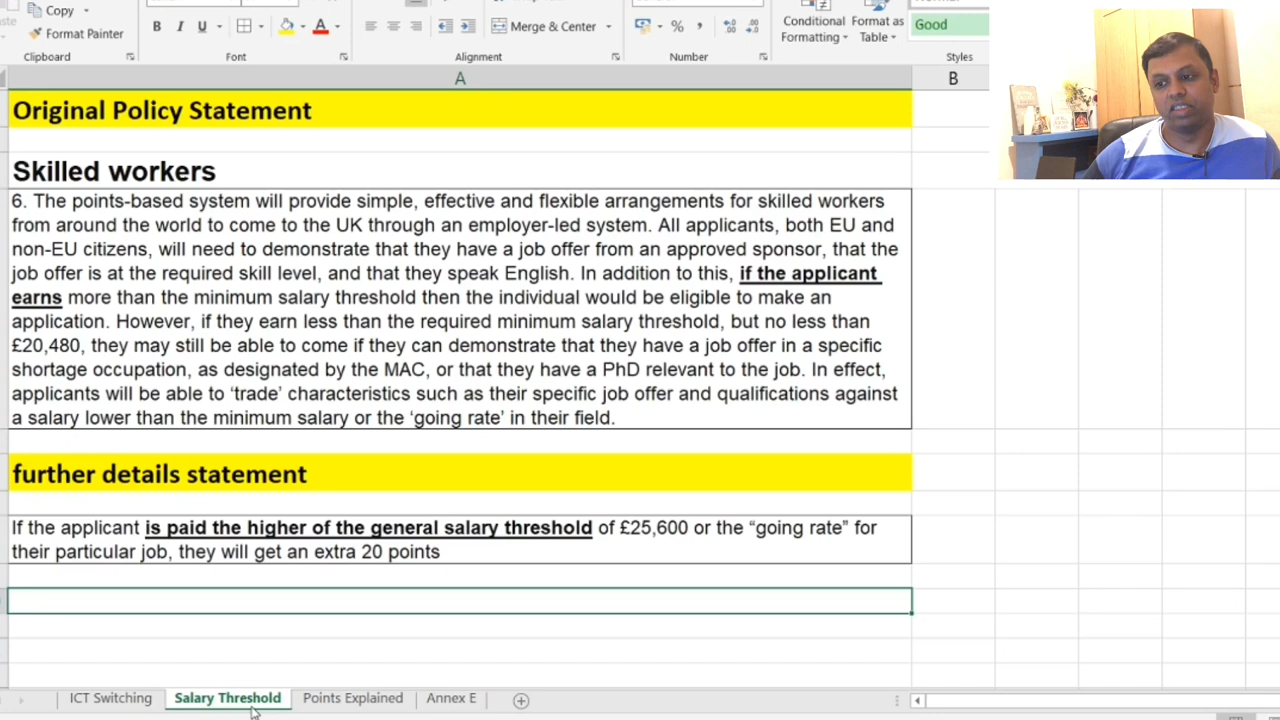 Copy
Format Painter
B I U
A
Merge & Center
%
Conditional
Formatting
Format as
Table
Good
Clipboard
Font
Alignment
Number
Styles
A
B
Original Policy Statement
Skilled workers
6. The points-based system will provide simple, effective and flexible arrangements for skilled workers
from around the world to come to the UK through an employer-led system. All applicants, both EU and
non-EU citizens, will need to demonstrate that they have a job offer from an approved sponsor, that the
job offer is at the required skill level, and that they speak English. In addition to this, if the applicant
earns more than the minimum salary threshold then the individual would be eligible to make an
application. However, if they earn less than the required minimum salary threshold, but no less than
£20,480, they may still be able to come if they can demonstrate that they have a job offer in a specific
shortage occupation, as designated by the MAC, or that they have a PhD relevant to the job. In effect,
applicants will be able to ‘trade’ characteristics such as their specific job offer and qualifications against
a salary lower than the minimum salary or the ‘going rate’ in their field.
further details statement
If the applicant is paid the higher of the general salary threshold of £25,600 or the “going rate” for
their particular job, they will get an extra 20 points
ICT Switching
Salary Threshold
Points Explained
Annex E